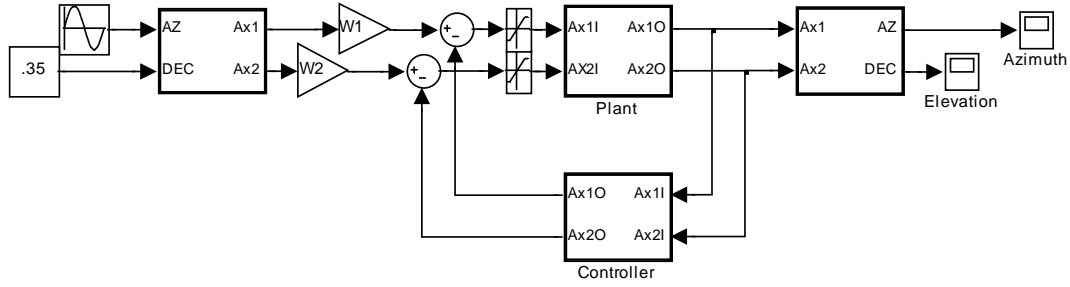 .35
AZ
DEC
Ax1
Ax2
W1
W2
+
−
+
−
Ax1I
AX2I
Ax1O
Ax2O
Plant
Ax1
Ax2
AZ
DEC
Azimuth
Elevation
Ax1O
Ax2O
Ax1I
Ax2I
Controller